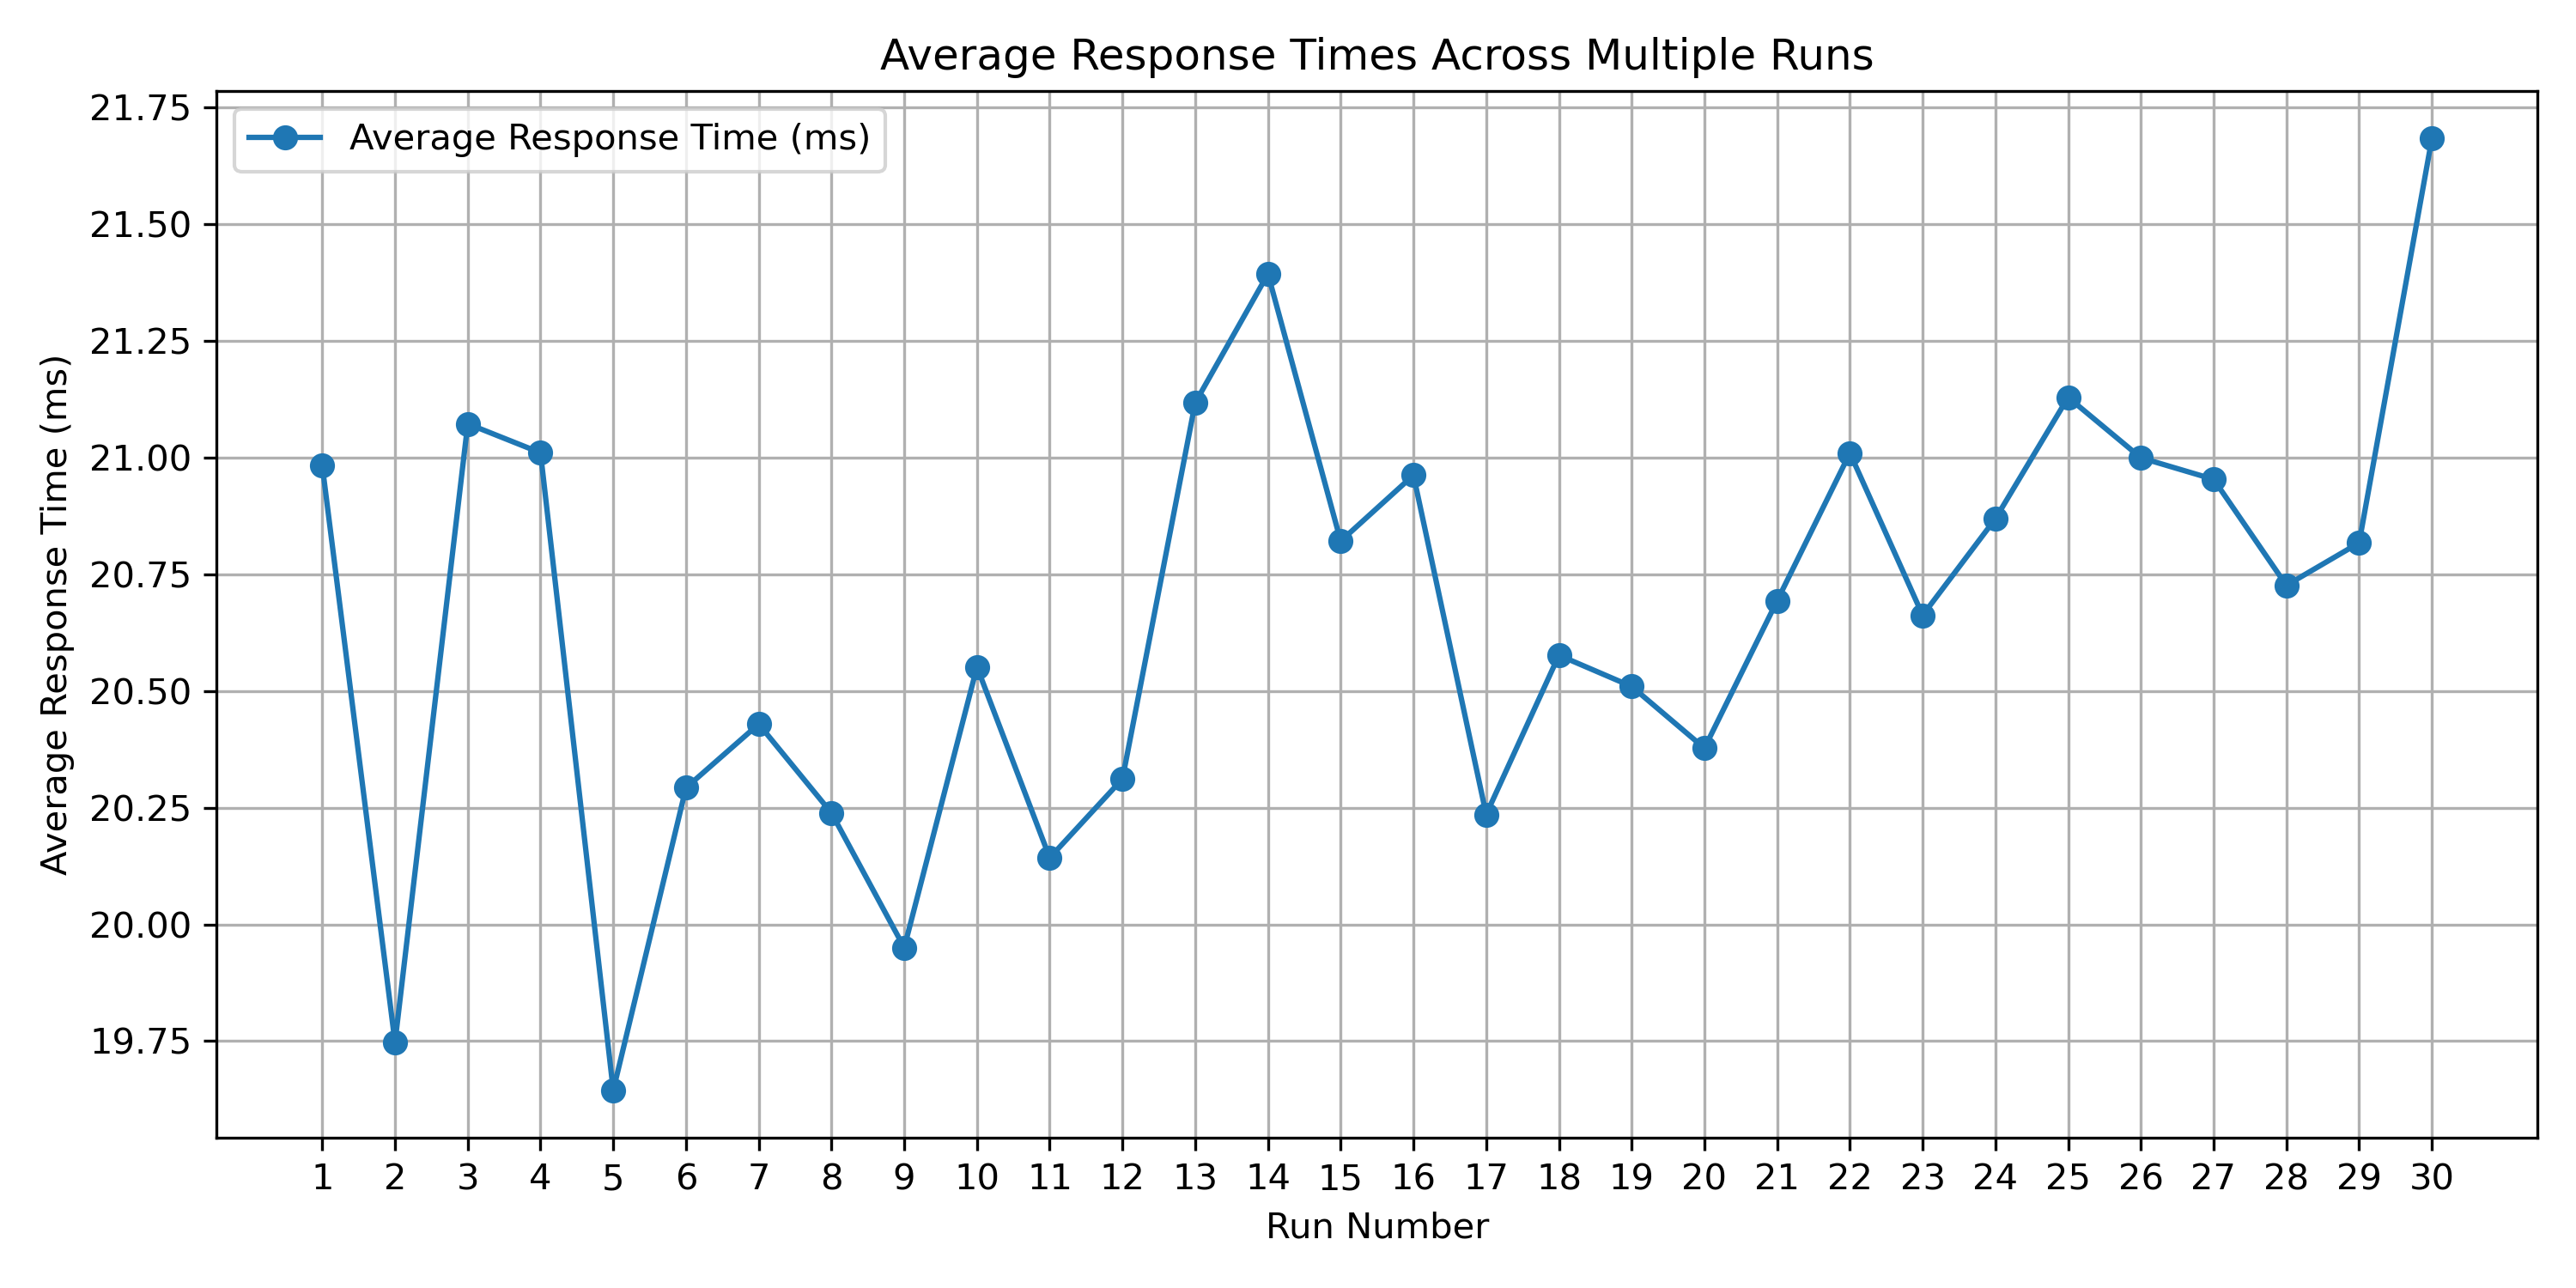 Average Response Times Across Multiple Runs
Average Response Time (ms)
Average Response Time (ms)
21.75
21.50
21.25
21.00
20.75
20.50
20.25
20.00
19.75
1 2 3 4 5 6 7 8 9 10 11 12 13 14 15 16 17 18 19 20 21 22 23 24 25 26 27 28 29 30
Run Number